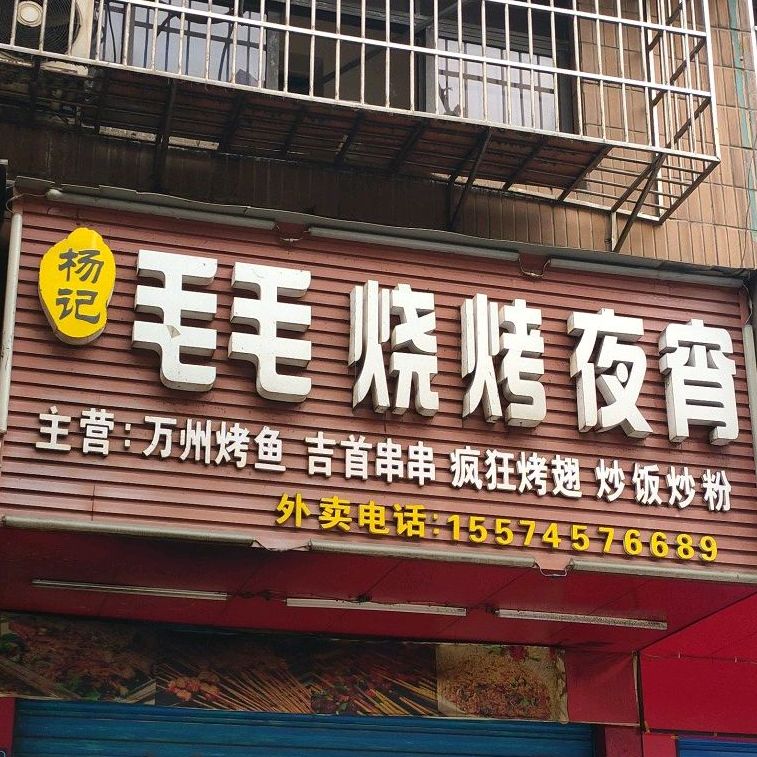 杨记
毛毛烧烤夜宵
主营:万州烤鱼 吉首串串 疯狂烤翅 炒饭炒粉
外卖电话:15574576689